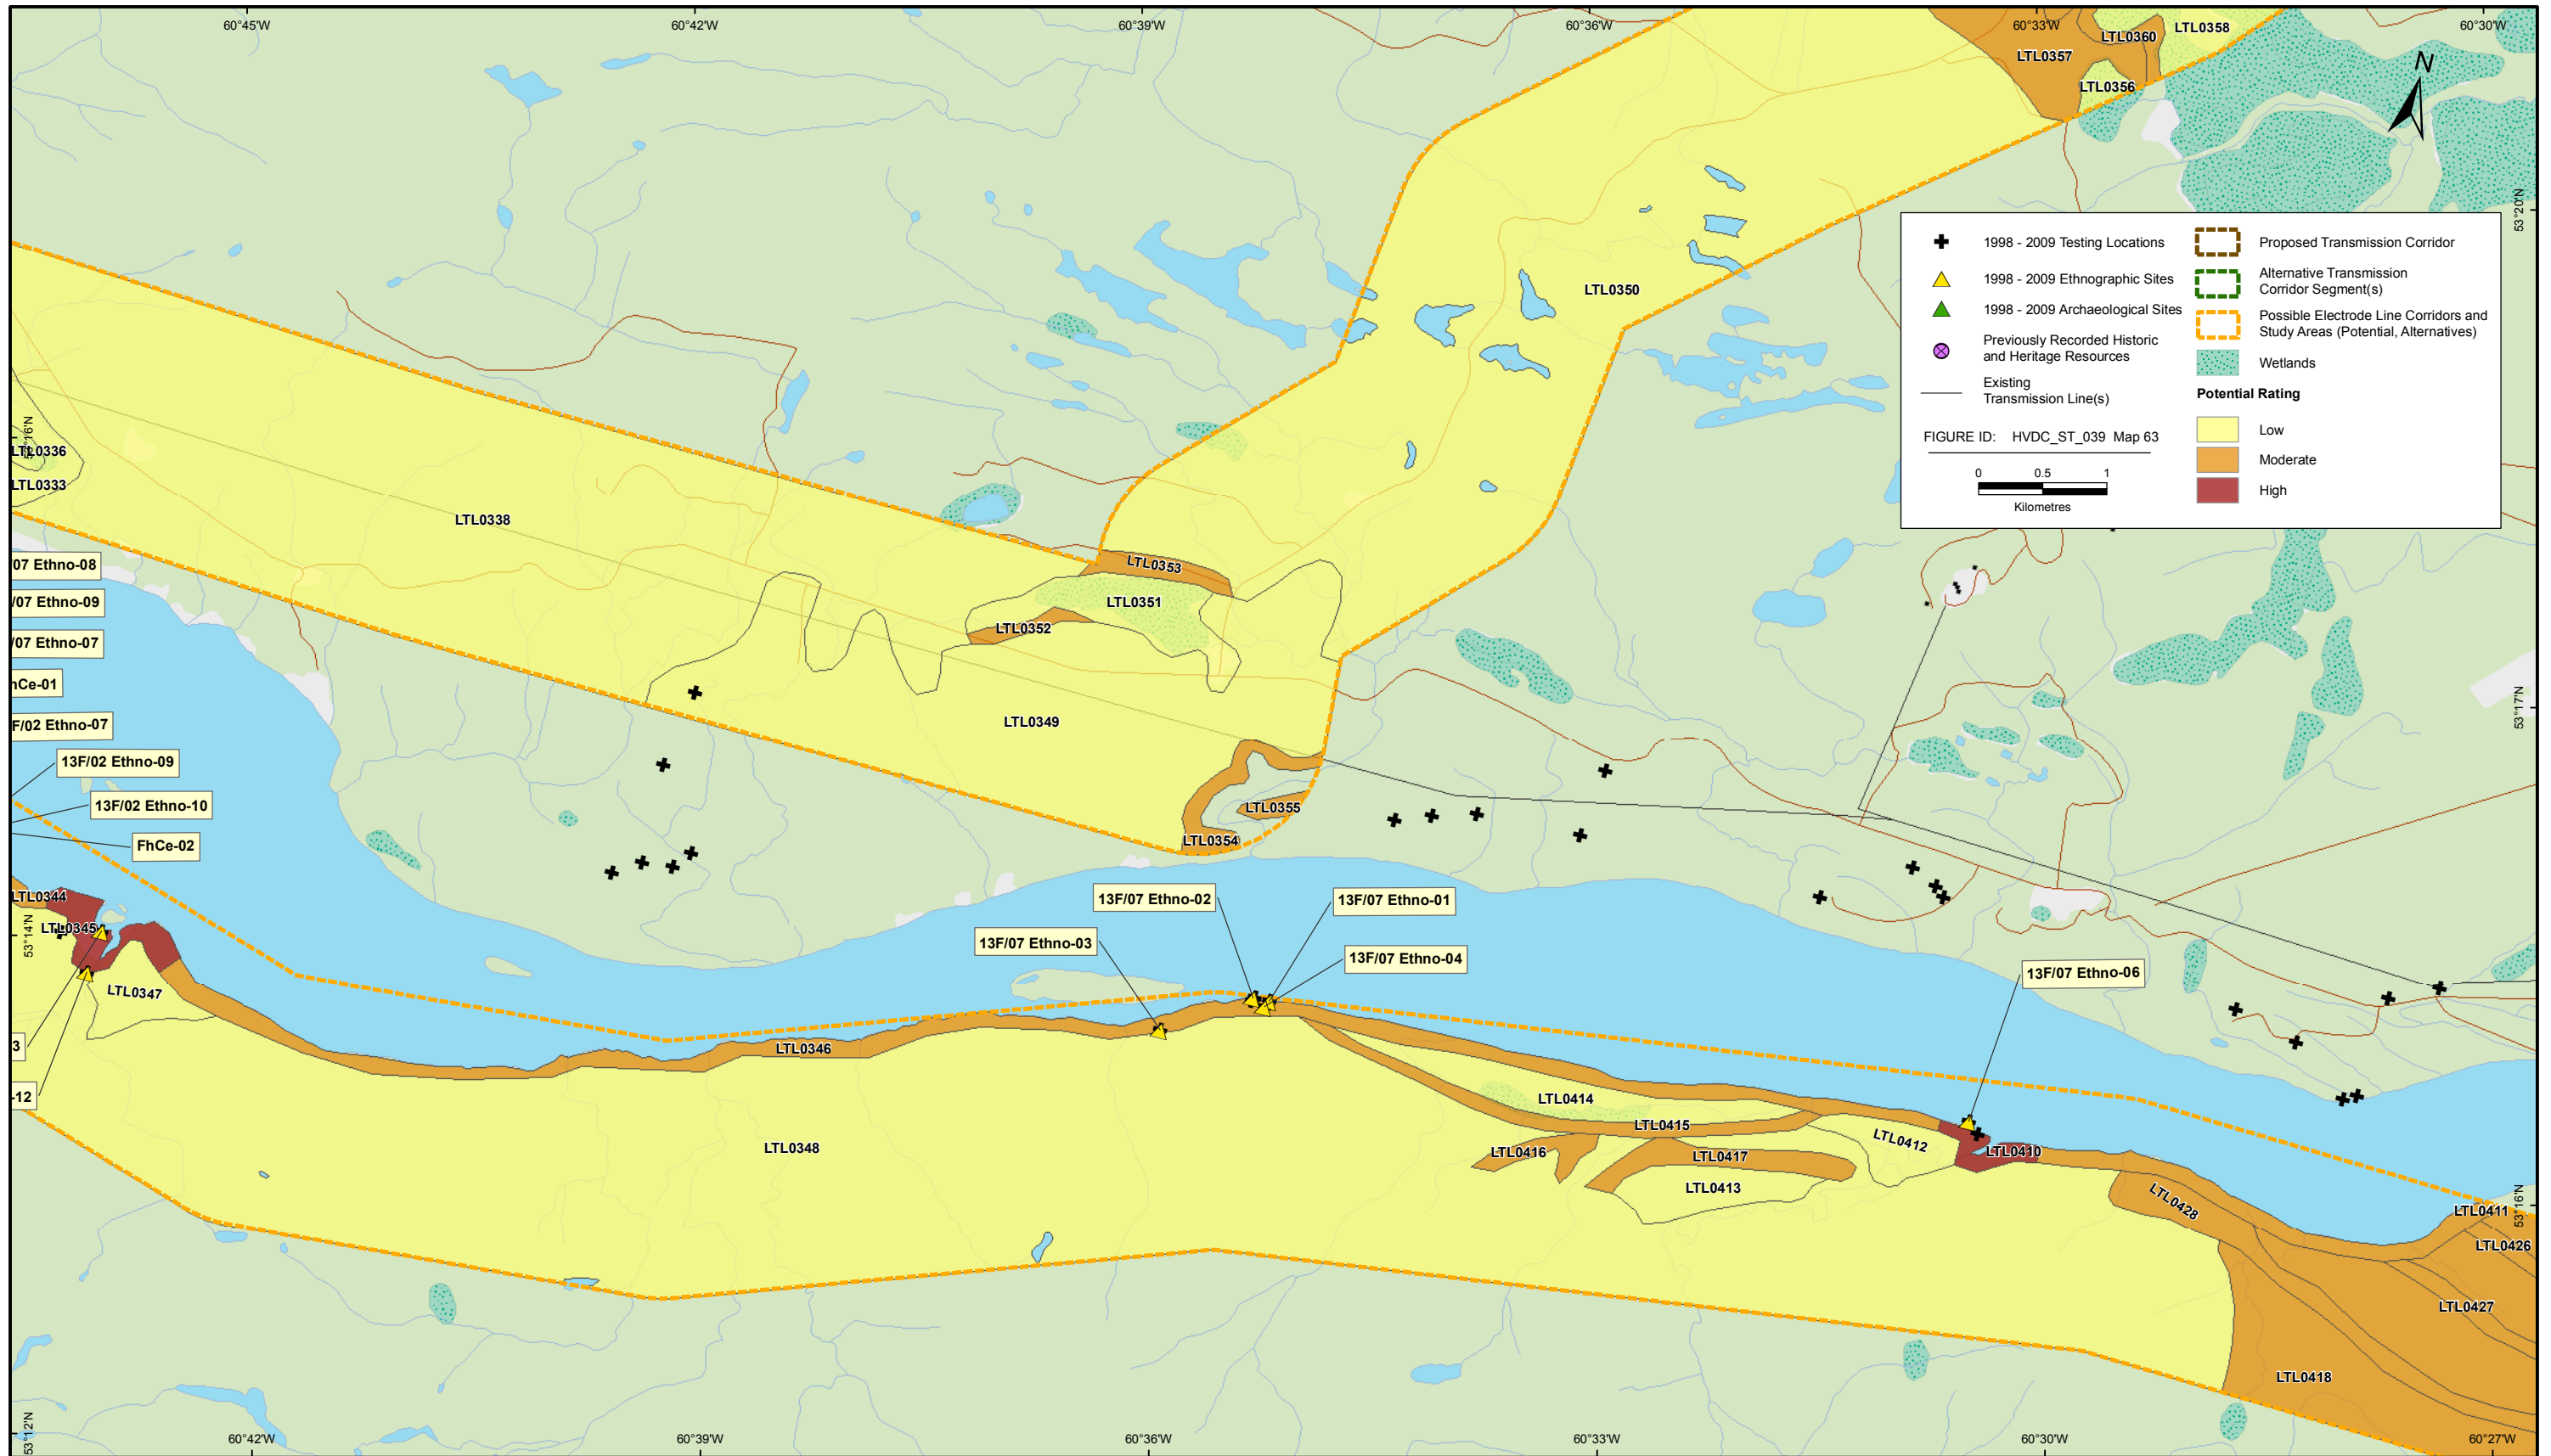 60°45'W
60°42'W
60°39'W
60°36'W
60°33'W
60°30'W
LTL0358
LTL0360
LTL0357
LTL0356
N
53°20'N
1998 - 2009 Testing Locations
1998 - 2009 Ethnographic Sites
1998 - 2009 Archaeological Sites
Previously Recorded Historic
and Heritage Resources
Existing
Transmission Line(s)
FIGURE ID: HVDC_ST_039 Map 63
0 0.5 1
Kilometres
Proposed Transmission Corridor
Alternative Transmission
Corridor Segment(s)
Possible Electrode Line Corridors and
Study Areas (Potential, Alternatives)
Wetlands
Potential Rating
Low
Moderate
High
LTL0350
LTL0336
LTL0333
LTL0338
LTL0353
LTL0351
LTL0352
/07 Ethno-08
/07 Ethno-09
/07 Ethno-07
hCe-01
F/02 Ethno-07
13F/02 Ethno-09
13F/02 Ethno-10
FhCe-02
LTL0349
53°17'N
LTL0355
LTL0354
LTL0344
LTL0345
53°14'N
LTL0347
3
-12
13F/07 Ethno-02
13F/07 Ethno-01
13F/07 Ethno-03
13F/07 Ethno-04
13F/07 Ethno-06
LTL0346
LTL0348
LTL0414
LTL0415
LTL0412
LTL0410
LTL0416
LTL0417
LTL0413
LTL0428
LTL0411
53°16'N
LTL0426
LTL0427
LTL0418
53°12'N
60°42'W
60°39'W
60°36'W
60°33'W
60°30'W
60°27'W